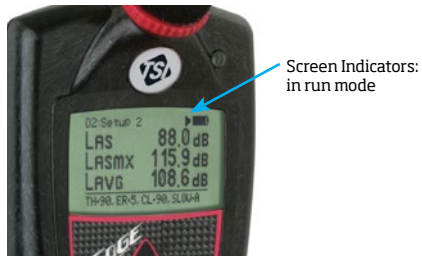 TSI
Screen Indicators:
in run mode
D2:Setup 2
LAS 88.0 dB
LASMX 115.9 dB
LAVG 108.6 dB
TH-90, ER-5, CL-90, SLOW-A
EDGE